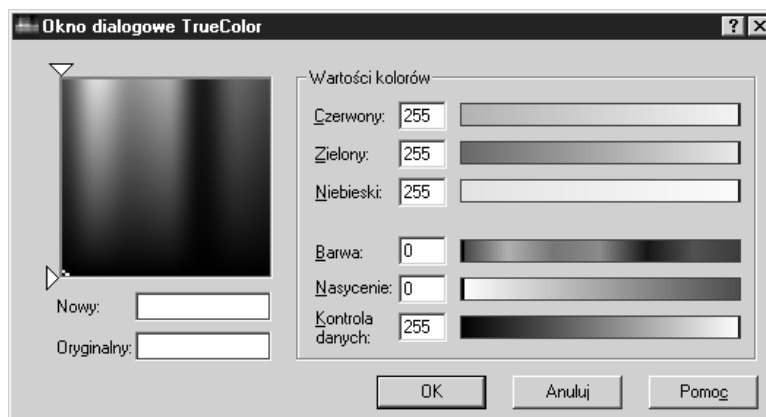 Okno dialogowe TrueColor
Wartości kolorów
Czerwony: 255
Zielony: 255
Niebieski: 255
Barwa: 0
Nasycenie: 0
Kontrola
danych: 255
Nowy:
Oryginalny:
OK Anuluj Pomoc